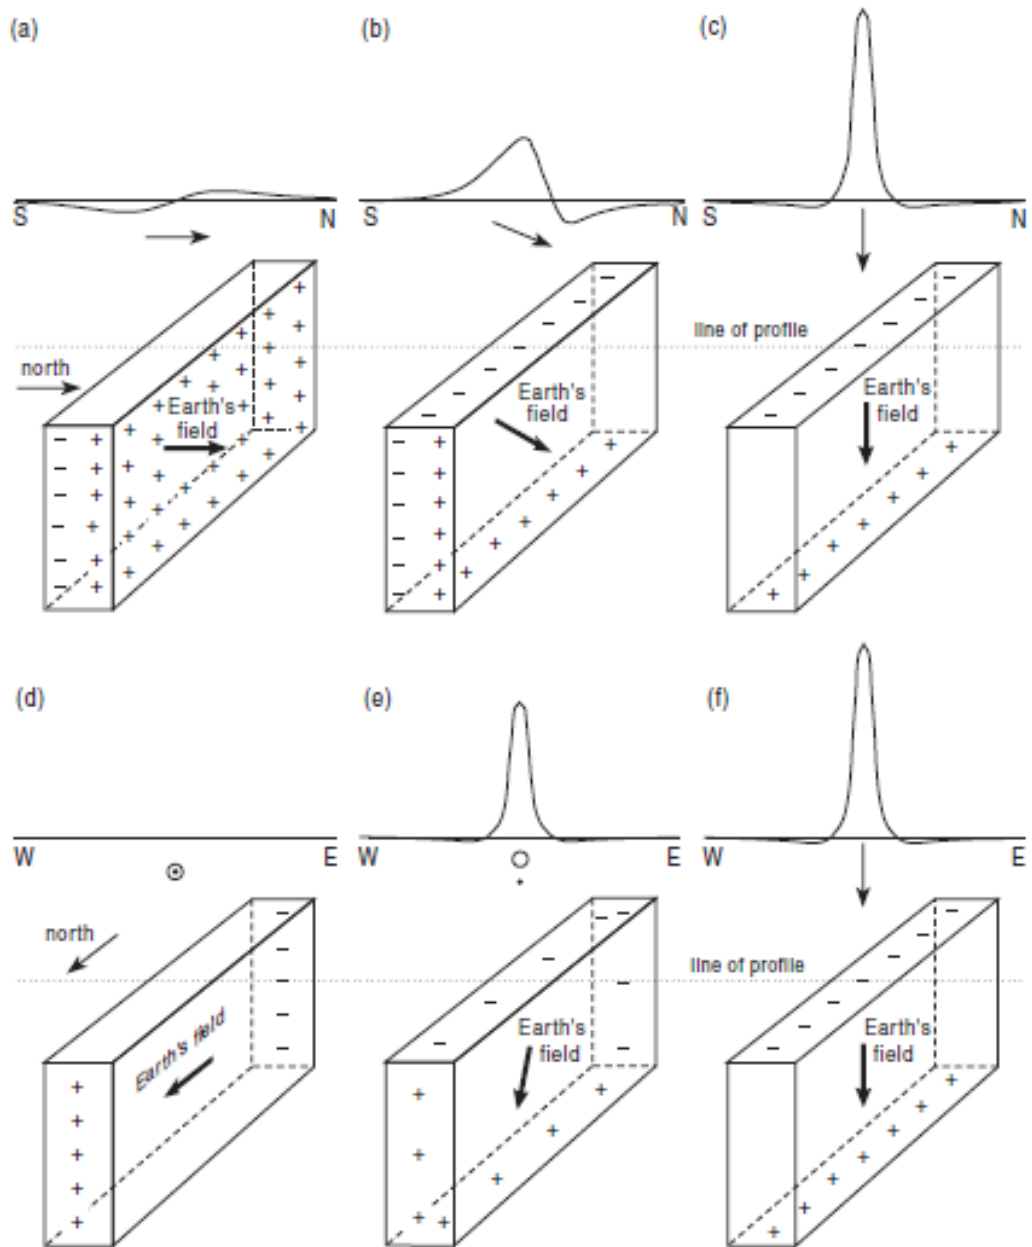 (a)
(b)
(c)
S N
S N
S N
line of profile
north
Earth's
field
Earth's
field
Earth's
field
(d)
(e)
(f)
W E
W E
W E
north
line of profile
Earth's field
Earth's
field
Earth's
field